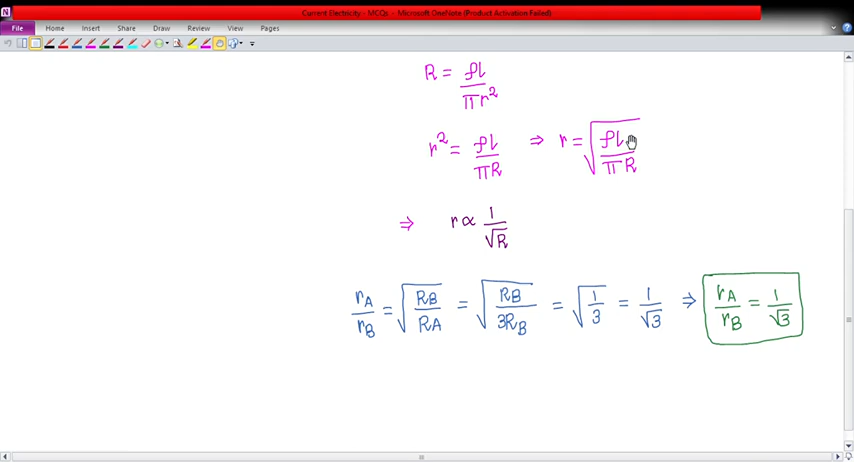 Current Electricity - MCQs - Microsoft OneNote (Product Activation Failed)
File Home Insert Share Draw Review View Pages
R = ρl / πr²
r² = ρl / πR ⇒ r = √(ρl / πR)
⇒ r ∝ 1/√R
rA/rB = √(RB/RA) = √(RB/3RB) = √(1/3) = 1/√3 ⇒ rA/rB = 1/√3